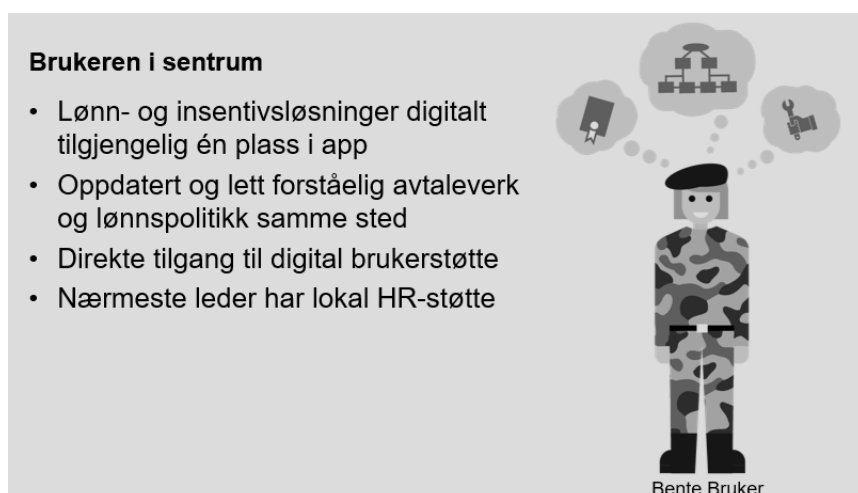 Brukeren i sentrum
• Lønn- og insentivsløsninger digitalt
tilgjengelig én plass i app
• Oppdatert og lett forståelig avtaleverk
og lønnspolitikk samme sted
• Direkte tilgang til digital brukerstøtte
• Nærmeste leder har lokal HR-støtte
Bente Bruker